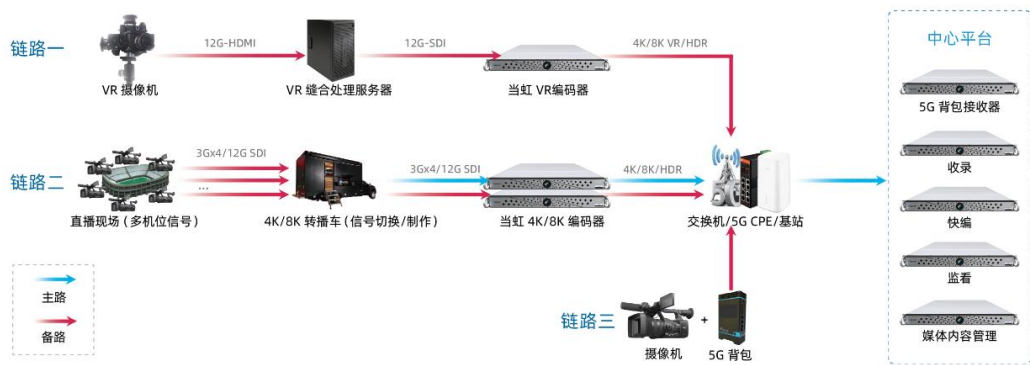 链路一
12G-HDMI
12G-SDI
4K/8K VR/HDR
VR 摄像机
VR 缝合处理服务器
当虹 VR编码器
链路二
3Gx4/12G SDI
...
3Gx4/12G SDI
4K/8K/HDR
直播现场(多机位信号)
4K/8K 转播车(信号切换/制作)
当虹 4K/8K 编码器
交换机/5G CPE/基站
主路
备路
链路三
+
摄像机
5G 背包
中心平台
5G 背包接收器
收录
快编
监看
媒体内容管理